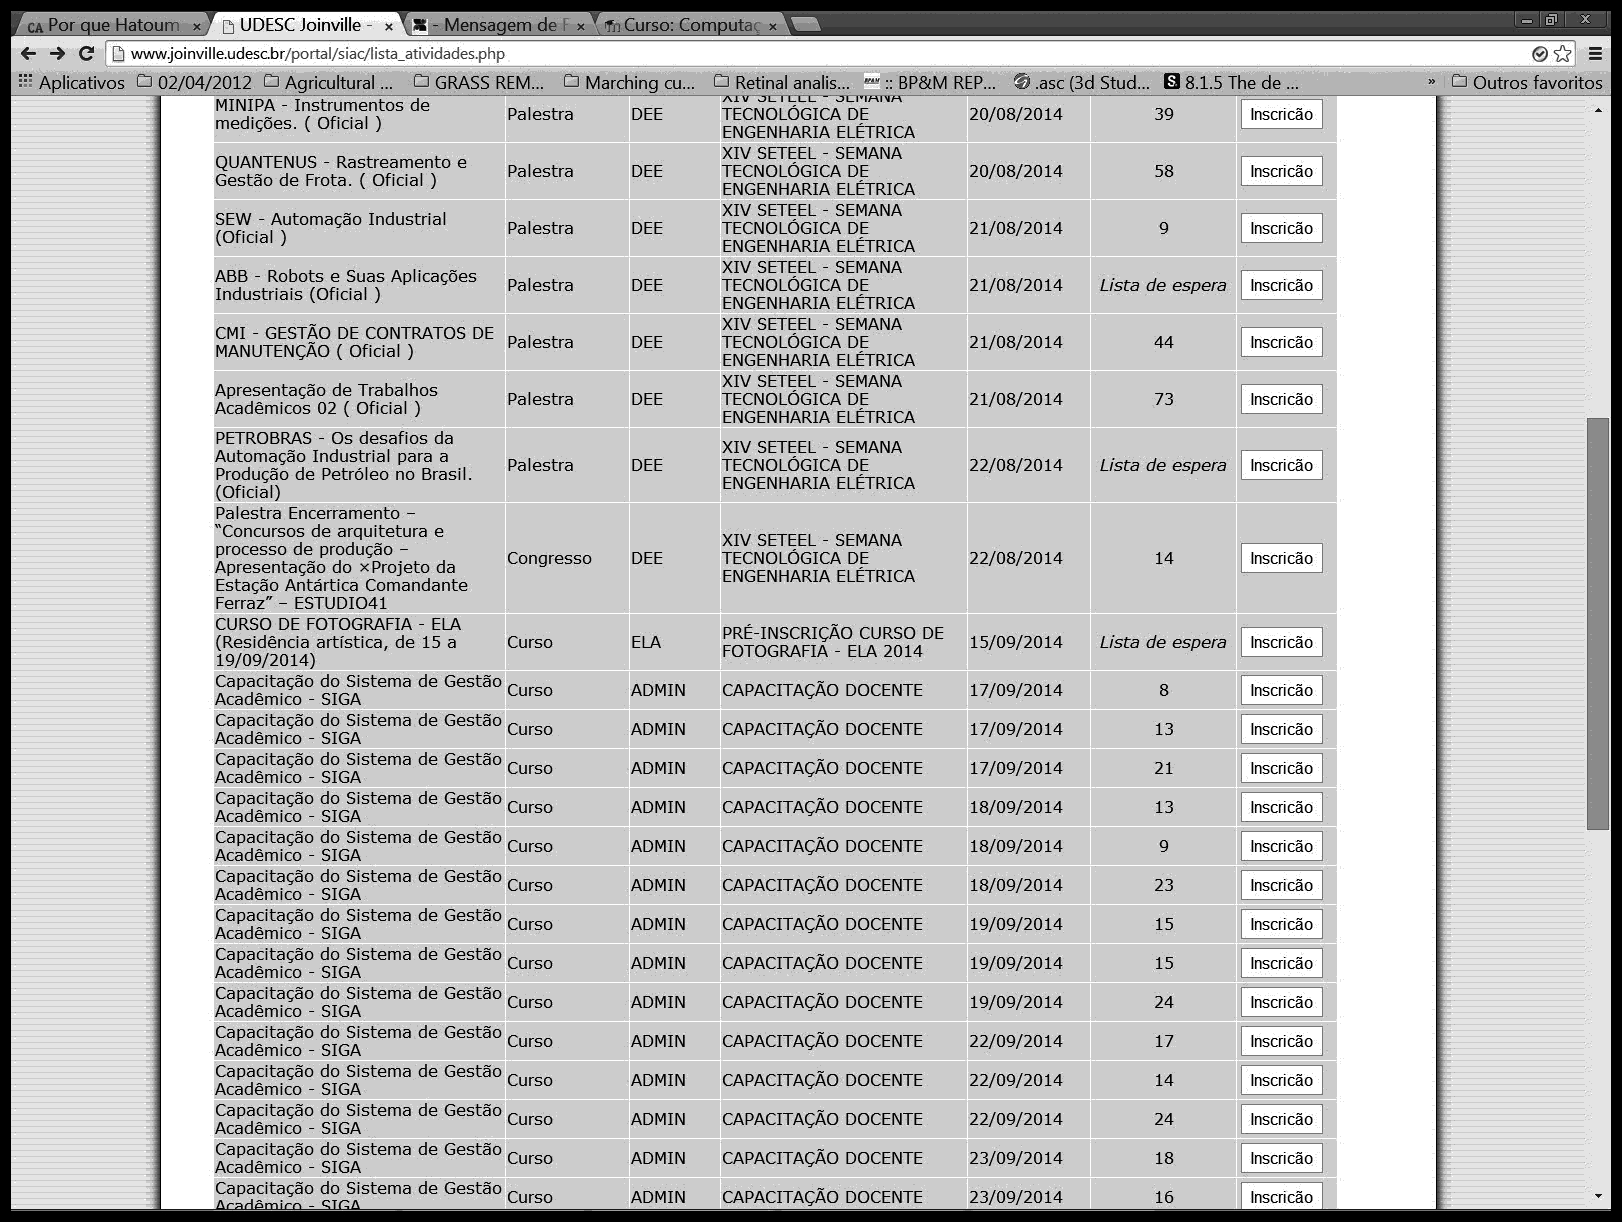 CA Por que Hatoum × UDESC Joinville - × - Mensagem de F × Curso: Computaç ×
www.joinville.udesc.br/portal/siac/lista_atividades.php
Aplicativos 02/04/2012 Agricultural ... GRASS REM... Marching cu... Retinal analis... :: BP&M REP... .asc (3d Stud... S 8.1.5 The de ... » Outros favoritos
MINIPA - Instrumentos de
medições. ( Oficial )
Palestra
DEE
XIV SETEEL - SEMANA
TECNOLÓGICA DE
ENGENHARIA ELÉTRICA
20/08/2014
39
Inscricão
QUANTENUS - Rastreamento e
Gestão de Frota. ( Oficial )
Palestra
DEE
XIV SETEEL - SEMANA
TECNOLÓGICA DE
ENGENHARIA ELÉTRICA
20/08/2014
58
Inscricão
SEW - Automação Industrial
(Oficial )
Palestra
DEE
XIV SETEEL - SEMANA
TECNOLÓGICA DE
ENGENHARIA ELÉTRICA
21/08/2014
9
Inscricão
ABB - Robots e Suas Aplicações
Industriais (Oficial )
Palestra
DEE
XIV SETEEL - SEMANA
TECNOLÓGICA DE
ENGENHARIA ELÉTRICA
21/08/2014
Lista de espera
Inscricão
CMI - GESTÃO DE CONTRATOS DE
MANUTENÇÃO ( Oficial )
Palestra
DEE
XIV SETEEL - SEMANA
TECNOLÓGICA DE
ENGENHARIA ELÉTRICA
21/08/2014
44
Inscricão
Apresentação de Trabalhos
Acadêmicos 02 ( Oficial )
Palestra
DEE
XIV SETEEL - SEMANA
TECNOLÓGICA DE
ENGENHARIA ELÉTRICA
21/08/2014
73
Inscricão
PETROBRAS - Os desafios da
Automação Industrial para a
Produção de Petróleo no Brasil.
(Oficial)
Palestra
DEE
XIV SETEEL - SEMANA
TECNOLÓGICA DE
ENGENHARIA ELÉTRICA
22/08/2014
Lista de espera
Inscricão
Palestra Encerramento –
“Concursos de arquitetura e
processo de produção –
Apresentação do ×Projeto da
Estação Antártica Comandante
Ferraz” – ESTUDIO41
Congresso
DEE
XIV SETEEL - SEMANA
TECNOLÓGICA DE
ENGENHARIA ELÉTRICA
22/08/2014
14
Inscricão
CURSO DE FOTOGRAFIA - ELA
(Residência artística, de 15 a
19/09/2014)
Curso
ELA
PRÉ-INSCRIÇÃO CURSO DE
FOTOGRAFIA - ELA 2014
15/09/2014
Lista de espera
Inscricão
Capacitação do Sistema de Gestão
Acadêmico - SIGA
Curso
ADMIN
CAPACITAÇÃO DOCENTE
17/09/2014
8
Inscricão
Capacitação do Sistema de Gestão
Acadêmico - SIGA
Curso
ADMIN
CAPACITAÇÃO DOCENTE
17/09/2014
13
Inscricão
Capacitação do Sistema de Gestão
Acadêmico - SIGA
Curso
ADMIN
CAPACITAÇÃO DOCENTE
17/09/2014
21
Inscricão
Capacitação do Sistema de Gestão
Acadêmico - SIGA
Curso
ADMIN
CAPACITAÇÃO DOCENTE
18/09/2014
13
Inscricão
Capacitação do Sistema de Gestão
Acadêmico - SIGA
Curso
ADMIN
CAPACITAÇÃO DOCENTE
18/09/2014
9
Inscricão
Capacitação do Sistema de Gestão
Acadêmico - SIGA
Curso
ADMIN
CAPACITAÇÃO DOCENTE
18/09/2014
23
Inscricão
Capacitação do Sistema de Gestão
Acadêmico - SIGA
Curso
ADMIN
CAPACITAÇÃO DOCENTE
19/09/2014
15
Inscricão
Capacitação do Sistema de Gestão
Acadêmico - SIGA
Curso
ADMIN
CAPACITAÇÃO DOCENTE
19/09/2014
15
Inscricão
Capacitação do Sistema de Gestão
Acadêmico - SIGA
Curso
ADMIN
CAPACITAÇÃO DOCENTE
19/09/2014
24
Inscricão
Capacitação do Sistema de Gestão
Acadêmico - SIGA
Curso
ADMIN
CAPACITAÇÃO DOCENTE
22/09/2014
17
Inscricão
Capacitação do Sistema de Gestão
Acadêmico - SIGA
Curso
ADMIN
CAPACITAÇÃO DOCENTE
22/09/2014
14
Inscricão
Capacitação do Sistema de Gestão
Acadêmico - SIGA
Curso
ADMIN
CAPACITAÇÃO DOCENTE
22/09/2014
24
Inscricão
Capacitação do Sistema de Gestão
Acadêmico - SIGA
Curso
ADMIN
CAPACITAÇÃO DOCENTE
23/09/2014
18
Inscricão
Capacitação do Sistema de Gestão
Acadêmico - SIGA
Curso
ADMIN
CAPACITAÇÃO DOCENTE
23/09/2014
16
Inscricão